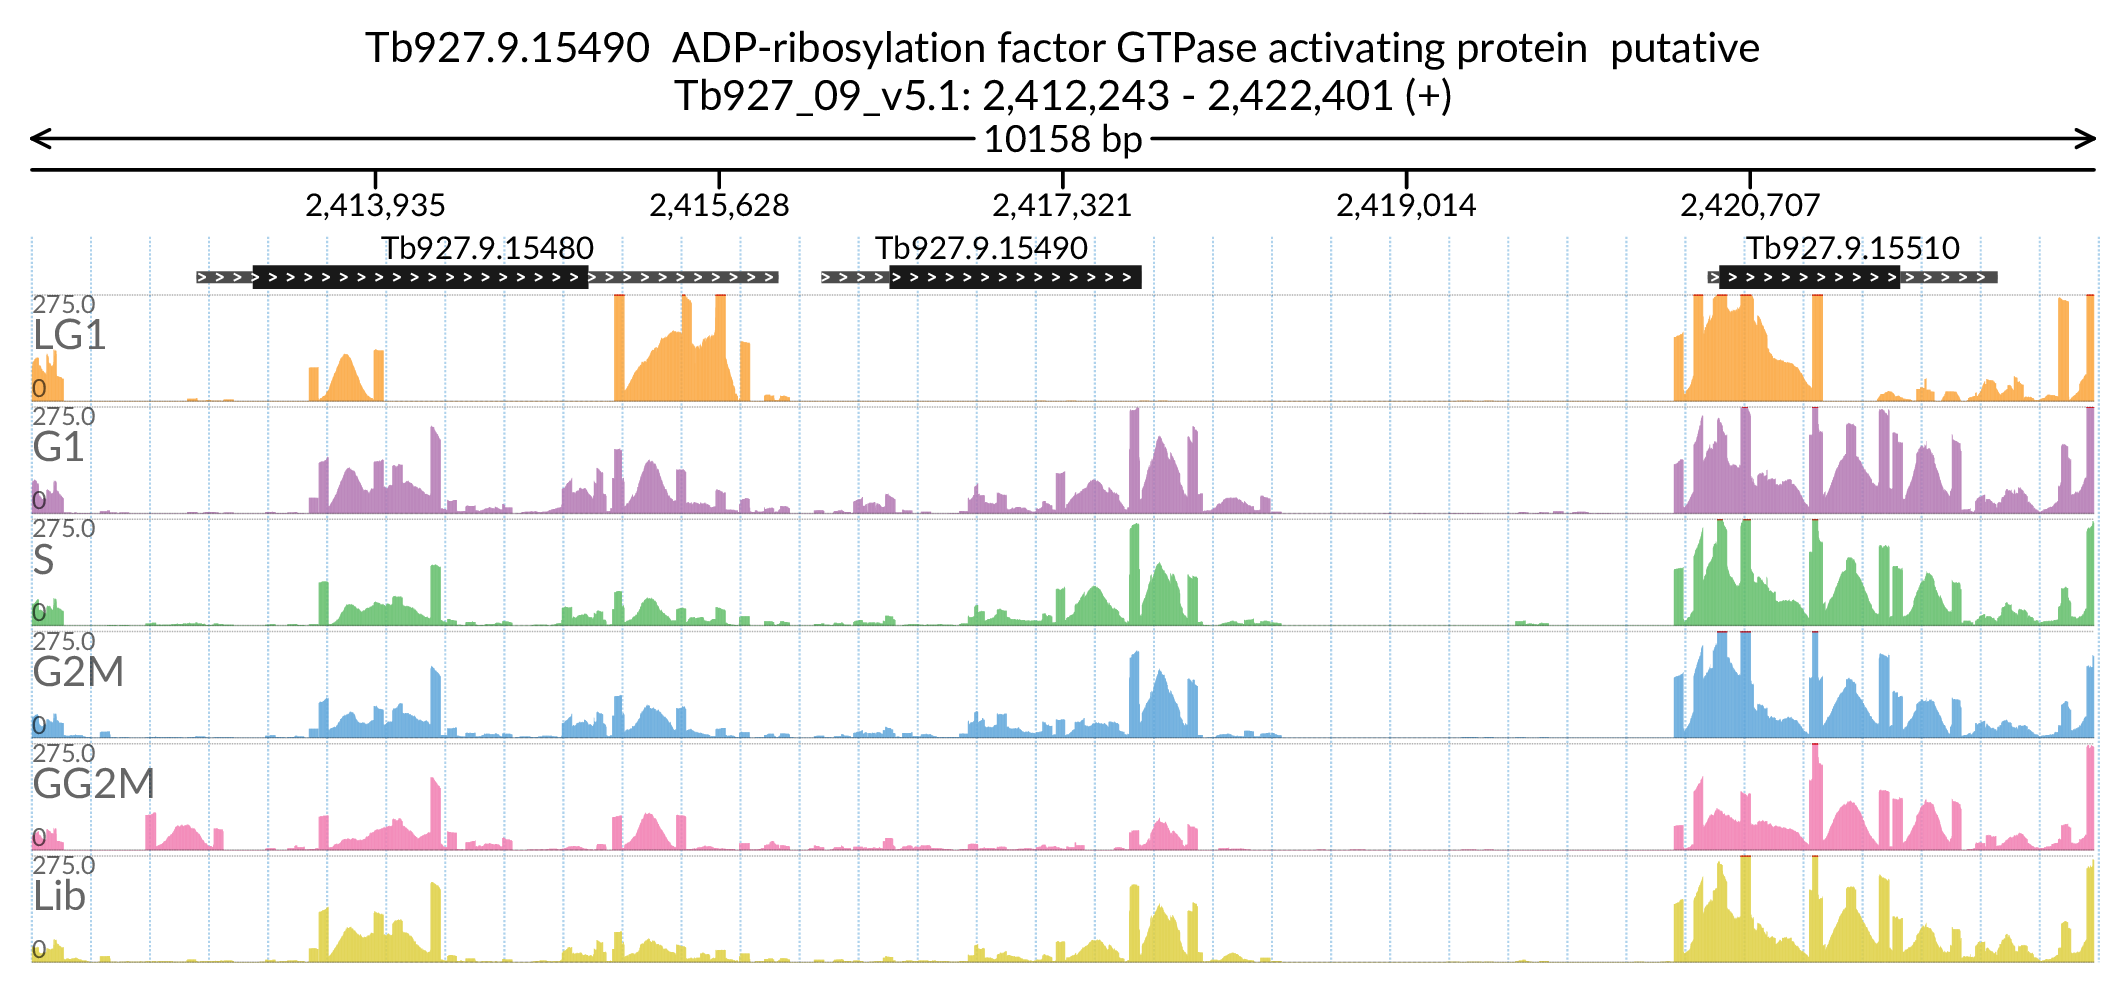 Tb927.9.15490  ADP-ribosylation factor GTPase activating protein  putative
Tb927_09_v5.1: 2,412,243 - 2,422,401 (+)
10158 bp
2,413,935 2,415,628 2,417,321 2,419,014 2,420,707
Tb927.9.15480 Tb927.9.15490 Tb927.9.15510
275.0
LG1
0
275.0
G1
0
275.0
S
0
275.0
G2M
0
275.0
GG2M
0
275.0
Lib
0